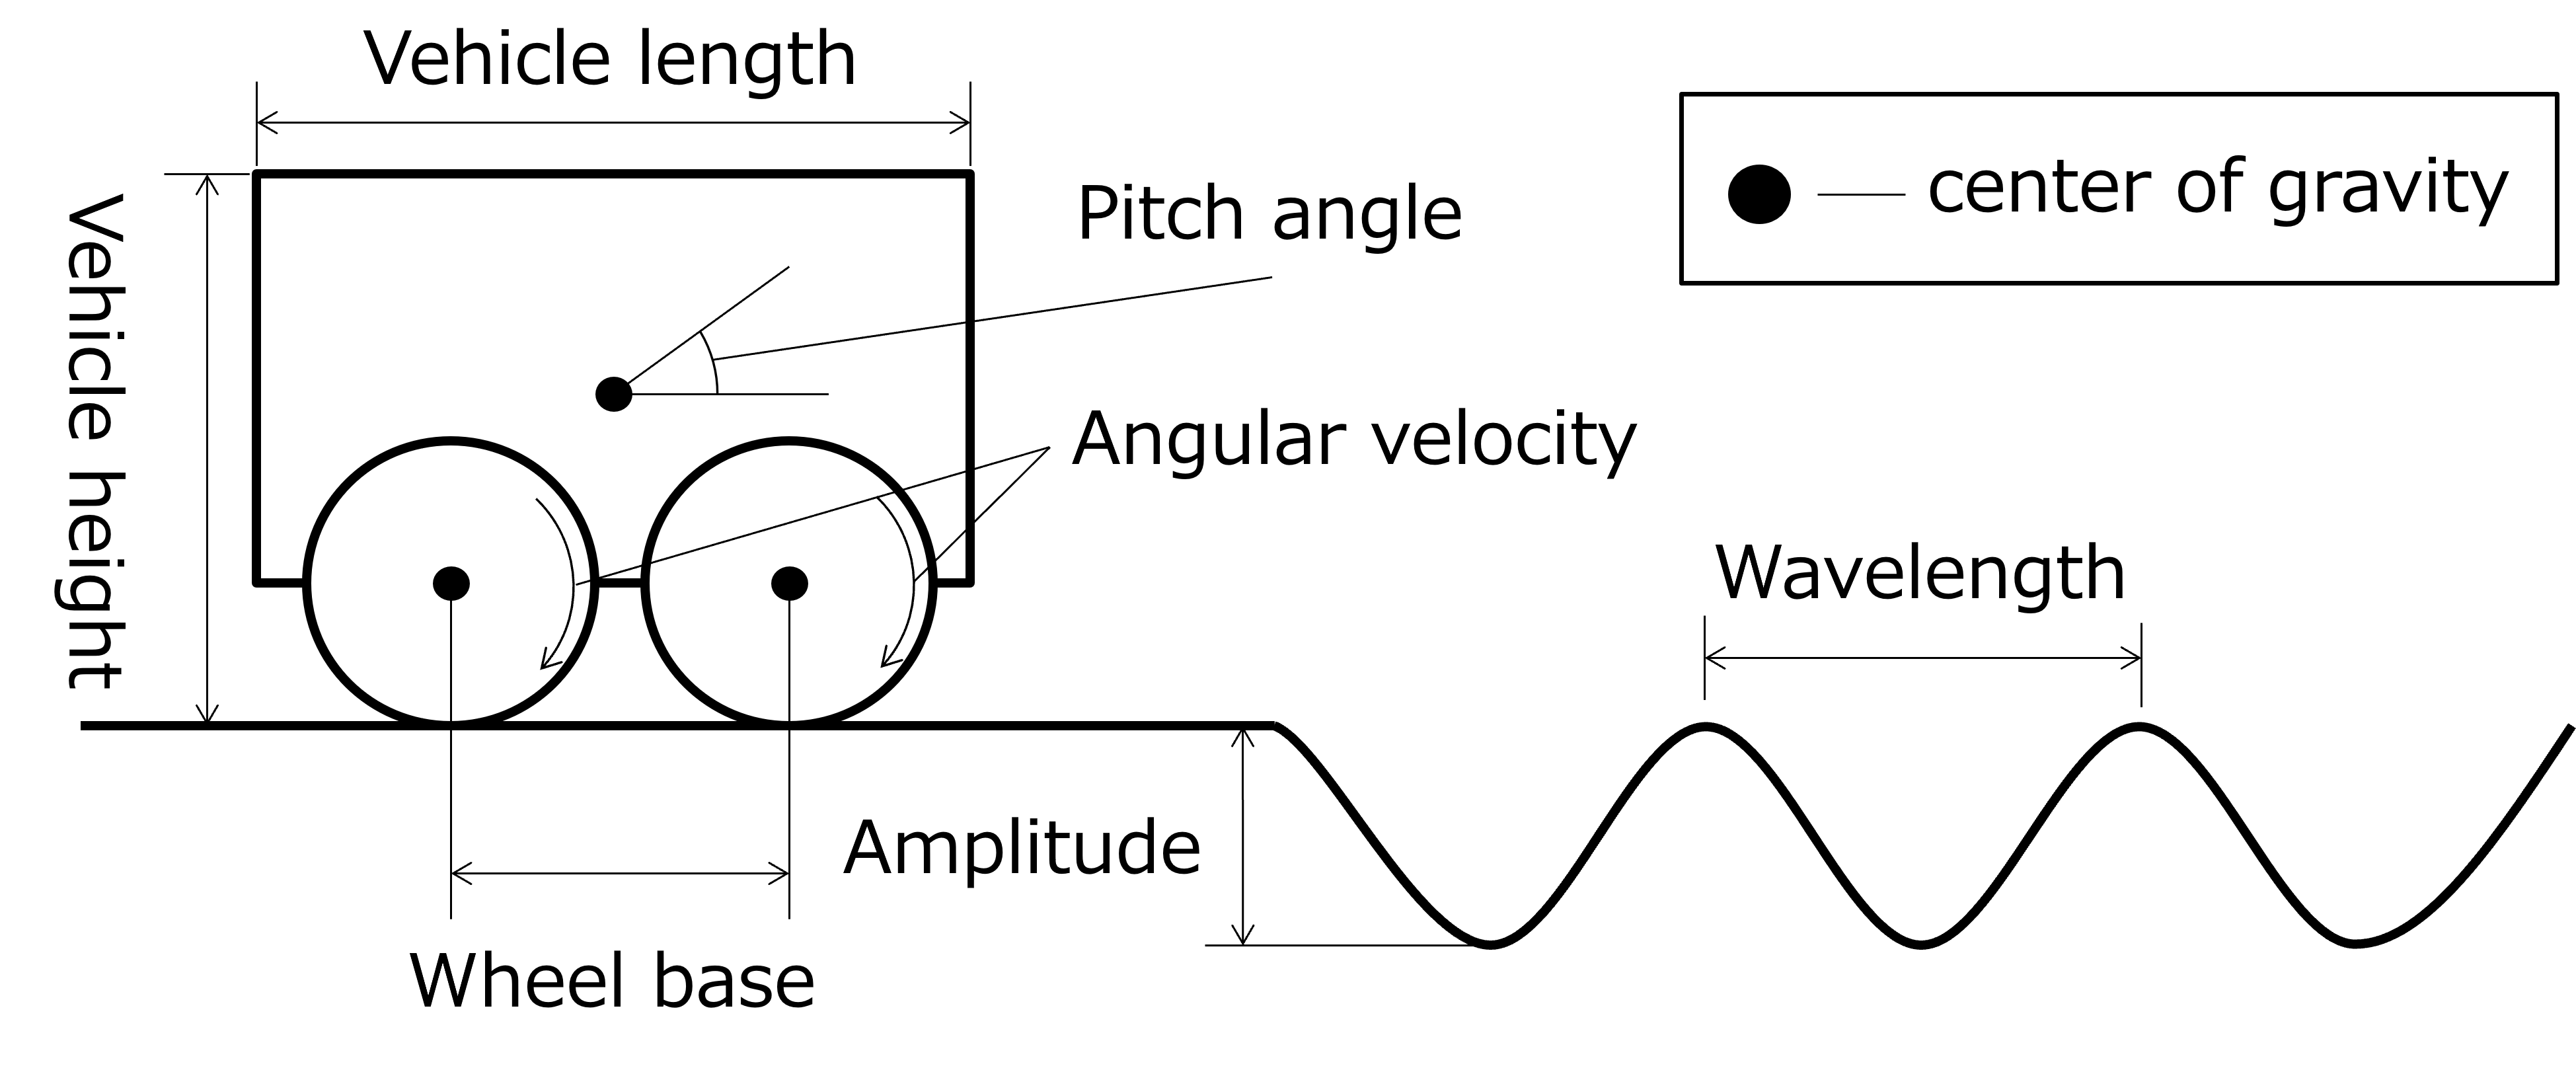 Vehicle length
Vehicle height
Pitch angle
center of gravity
Angular velocity
Wavelength
Amplitude
Wheel base